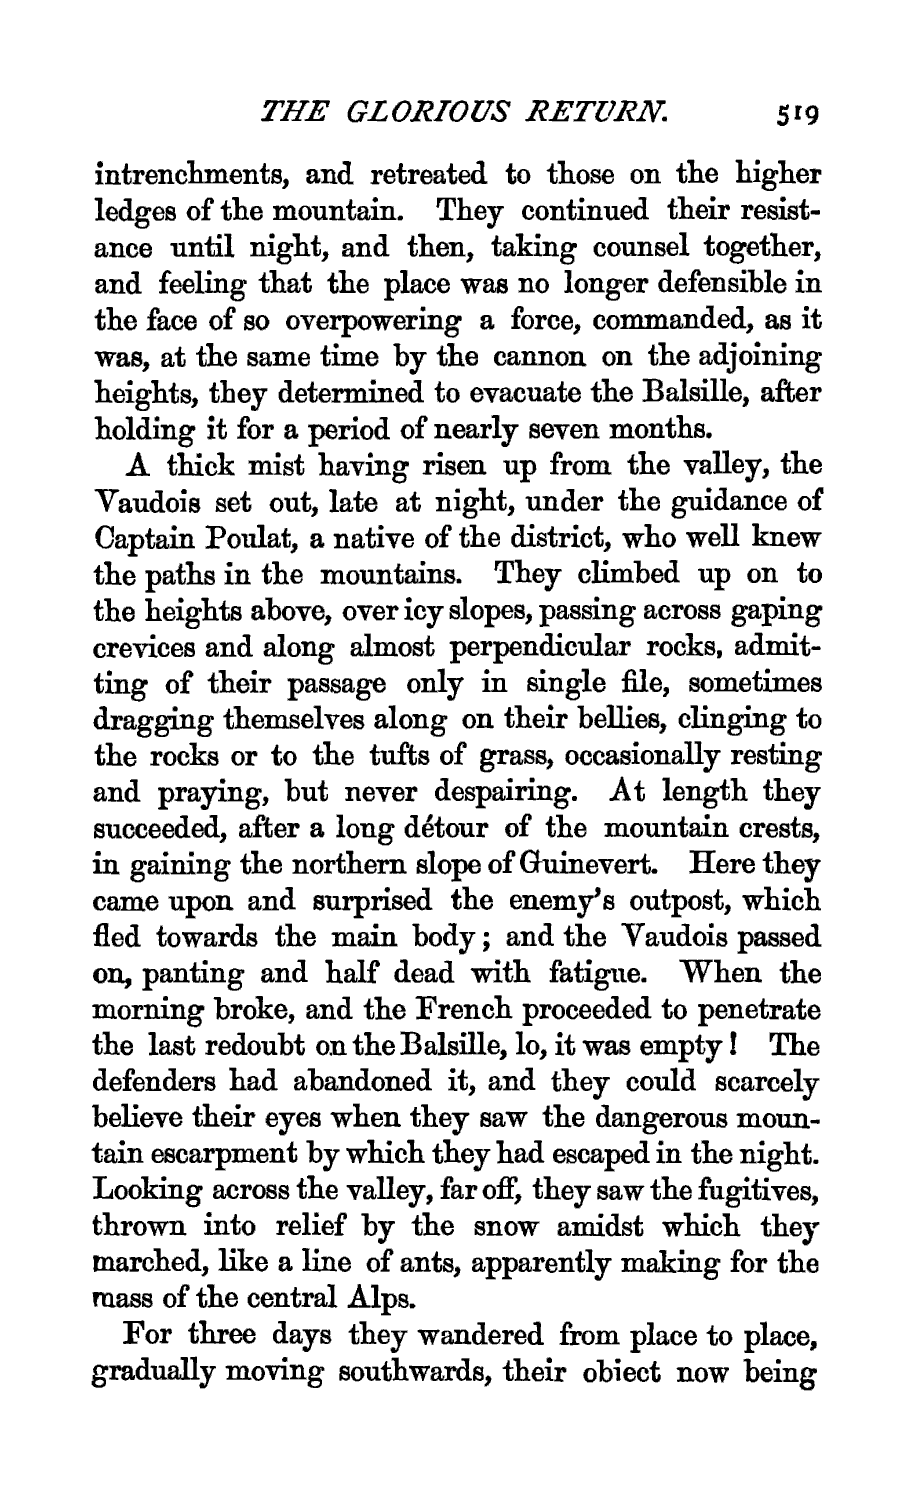 THE GLORIOUS RETURN. 519
intrenchments, and retreated to those on the higher
ledges of the mountain. They continued their resist-
ance until night, and then, taking counsel together,
and feeling that the place was no longer defensible in
the face of so overpowering a force, commanded, as it
was, at the same time by the cannon on the adjoining
heights, they determined to evacuate the Balsille, after
holding it for a period of nearly seven months.
A thick mist having risen up from the valley, the
Vaudois set out, late at night, under the guidance of
Captain Poulat, a native of the district, who well knew
the paths in the mountains. They climbed up on to
the heights above, over icy slopes, passing across gaping
crevices and along almost perpendicular rocks, admit-
ting of their passage only in single file, sometimes
dragging themselves along on their bellies, clinging to
the rocks or to the tufts of grass, occasionally resting
and praying, but never despairing. At length they
succeeded, after a long détour of the mountain crests,
in gaining the northern slope of Guinevert. Here they
came upon and surprised the enemy's outpost, which
fled towards the main body; and the Vaudois passed
on, panting and half dead with fatigue. When the
morning broke, and the French proceeded to penetrate
the last redoubt on the Balsille, lo, it was empty! The
defenders had abandoned it, and they could scarcely
believe their eyes when they saw the dangerous moun-
tain escarpment by which they had escaped in the night.
Looking across the valley, far off, they saw the fugitives,
thrown into relief by the snow amidst which they
marched, like a line of ants, apparently making for the
mass of the central Alps.
For three days they wandered from place to place,
gradually moving southwards, their object now being